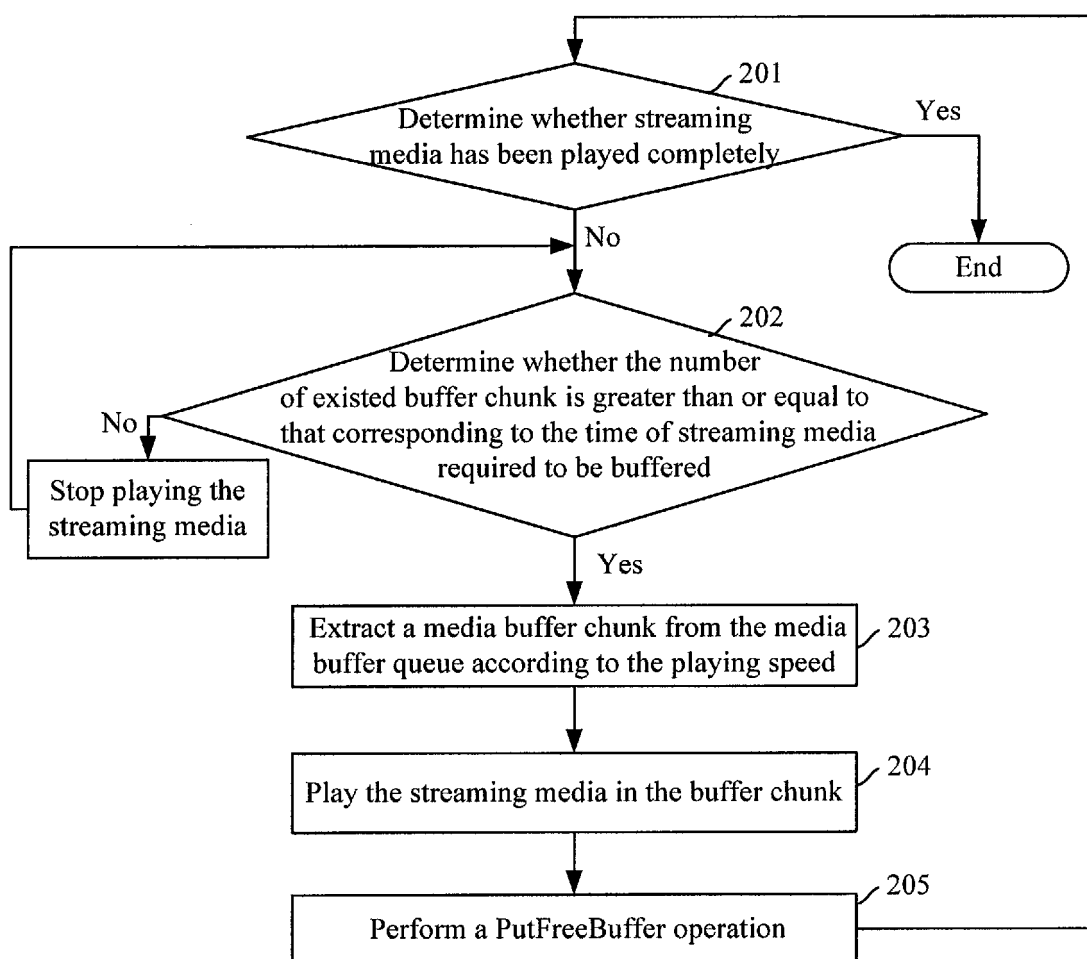 201
Determine whether streaming
media has been played completely
Yes
No
End
202
Determine whether the number
of existed buffer chunk is greater than or equal to
that corresponding to the time of streaming media
required to be buffered
No
Stop playing the
streaming media
Yes
Extract a media buffer chunk from the media
buffer queue according to the playing speed
203
Play the streaming media in the buffer chunk
204
Perform a PutFreeBuffer operation
205